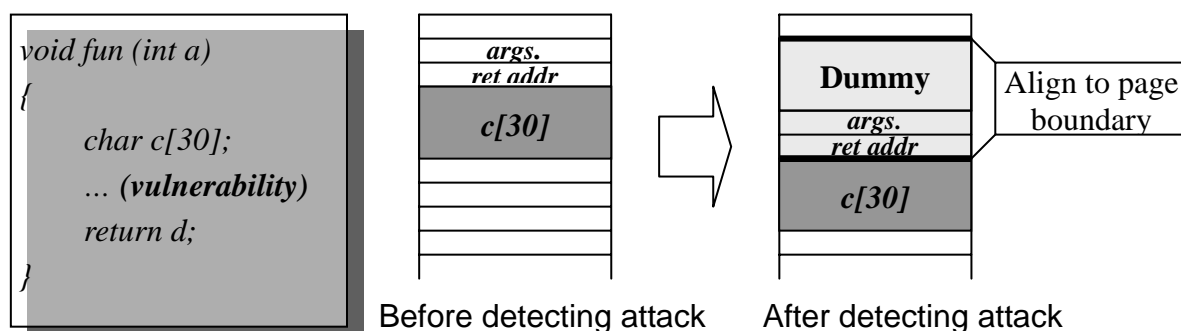 void fun (int a)
{
char c[30];
... (vulnerability)
return d;
}
args.
ret addr
c[30]
Before detecting attack
Dummy
args.
ret addr
c[30]
After detecting attack
Align to page
boundary